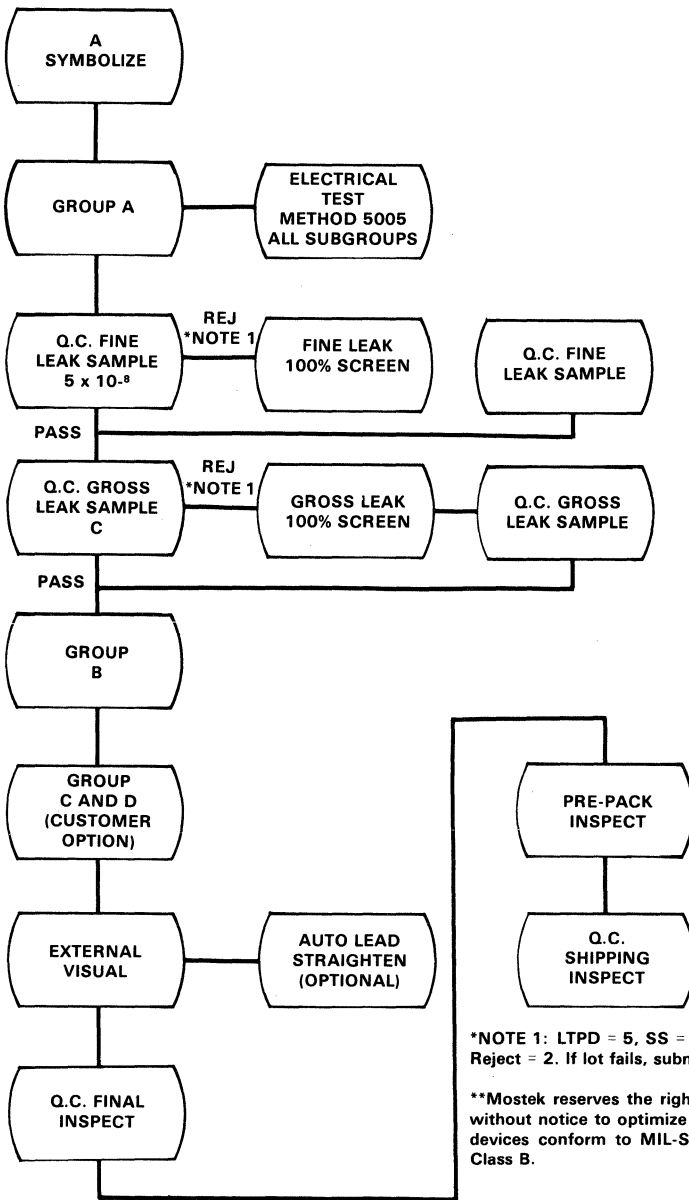 A
SYMBOLIZE
GROUP A
ELECTRICAL
TEST
METHOD 5005
ALL SUBGROUPS
Q.C. FINE
LEAK SAMPLE
5 x 10-⁸
REJ
*NOTE 1
FINE LEAK
100% SCREEN
Q.C. FINE
LEAK SAMPLE
PASS
Q.C. GROSS
LEAK SAMPLE
C
REJ
*NOTE 1
GROSS LEAK
100% SCREEN
Q.C. GROSS
LEAK SAMPLE
PASS
GROUP
B
GROUP
C AND D
(CUSTOMER
OPTION)
EXTERNAL
VISUAL
AUTO LEAD
STRAIGHTEN
(OPTIONAL)
Q.C. FINAL
INSPECT
PRE-PACK
INSPECT
Q.C.
SHIPPING
INSPECT
*NOTE 1: LTPD = 5, SS =
Reject = 2. If lot fails,
**Mostek reserves the
without notice to optimize
devices conform to
Class B.